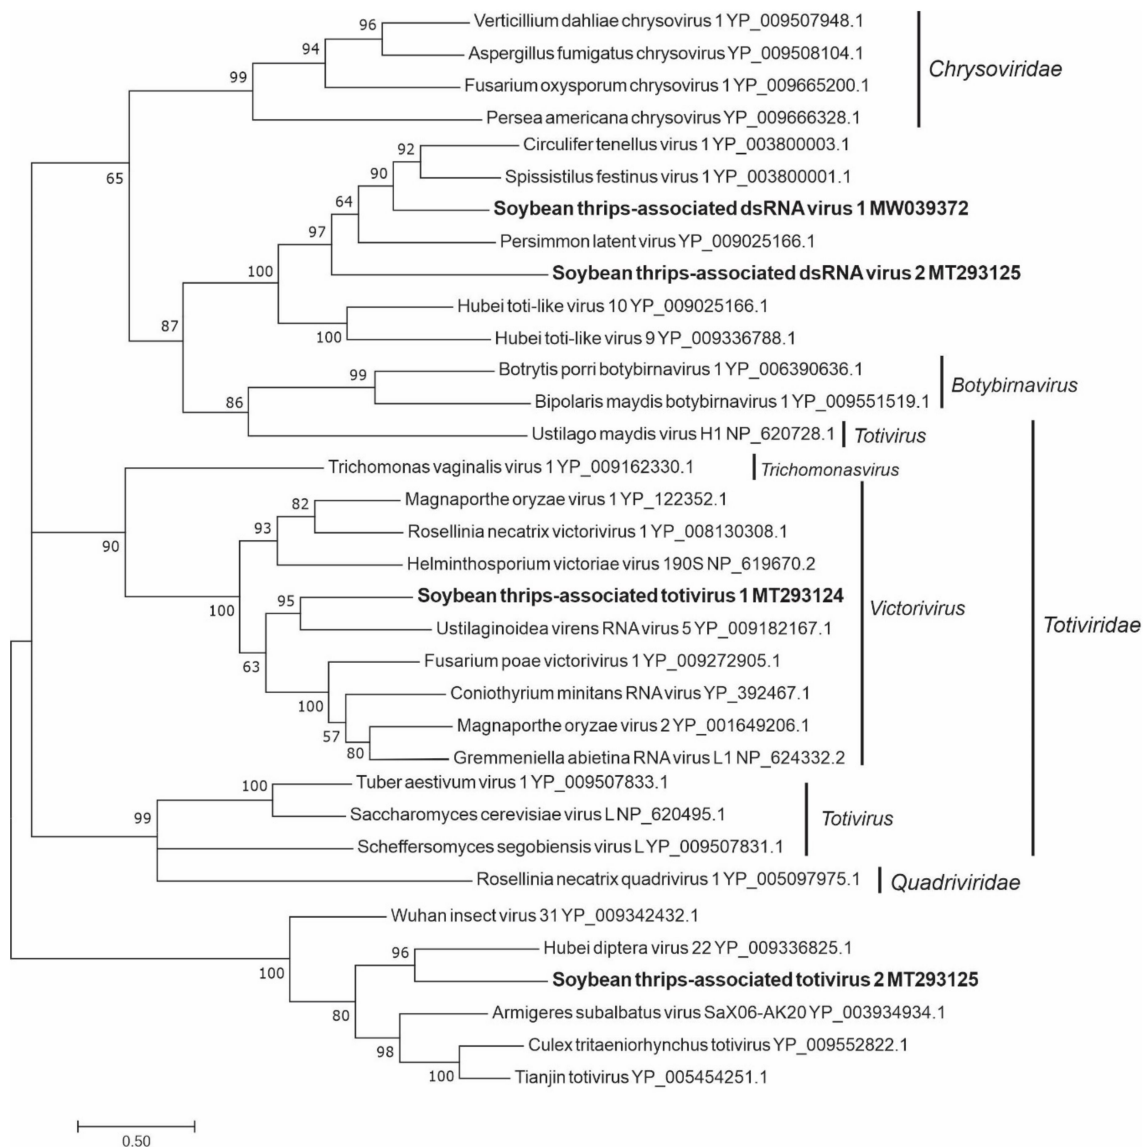 Verticillium dahliae chrysovirus 1 YP_009507948.1
96
Aspergillus fumigatus chrysovirus YP_009508104.1
94
Chrysoviridae
99
Fusarium oxysporum chrysovirus 1 YP_009665200.1
Persea americana chrysovirus YP_009666328.1
Circulifer tenellus virus 1 YP_003800003.1
92
65
90
Spissistilus festinus virus 1 YP_003800001.1
64
Soybean thrips-associated dsRNA virus 1 MW039372
97
Persimmon latent virus YP_009025166.1
100
Soybean thrips-associated dsRNA virus 2 MT293125
Hubei toti-like virus 10 YP_009025166.1
87
100
Hubei toti-like virus 9 YP_009336788.1
99
Botrytis porri botybirnavirus 1 YP_006390636.1
Botybirnavirus
86
Bipolaris maydis botybirnavirus 1 YP_009551519.1
Ustilago maydis virus H1 NP_620728.1
Totivirus
Trichomonas vaginalis virus 1 YP_009162330.1
Trichomonasvirus
82
Magnaporthe oryzae virus 1 YP_122352.1
93
Rosellinia necatrix victorivirus 1 YP_008130308.1
90
Helminthosporium victoriae virus 190S NP_619670.2
100
95
Soybean thrips-associated totivirus 1 MT293124
Victorivirus
Totiviridae
Ustilaginoidea virens RNA virus 5 YP_009182167.1
63
Fusarium poae victorivirus 1 YP_009272905.1
100
Coniothyrium minitans RNA virus YP_392467.1
57
Magnaporthe oryzae virus 2 YP_001649206.1
80
Gremmeniella abietina RNA virus L1 NP_624332.2
100
Tuber aestivum virus 1 YP_009507833.1
99
Saccharomyces cerevisiae virus L NP_620495.1
Totivirus
Scheffersomyces segobiensis virus L YP_009507831.1
Rosellinia necatrix quadrivirus 1 YP_005097975.1
Quadriviridae
Wuhan insect virus 31 YP_009342432.1
100
96
Hubei diptera virus 22 YP_009336825.1
Soybean thrips-associated totivirus 2 MT293125
80
Armigeres subalbatus virus SaX06-AK20 YP_003934934.1
98
Culex tritaeniorhynchus totivirus YP_009552822.1
100
Tianjin totivirus YP_005454251.1
0.50